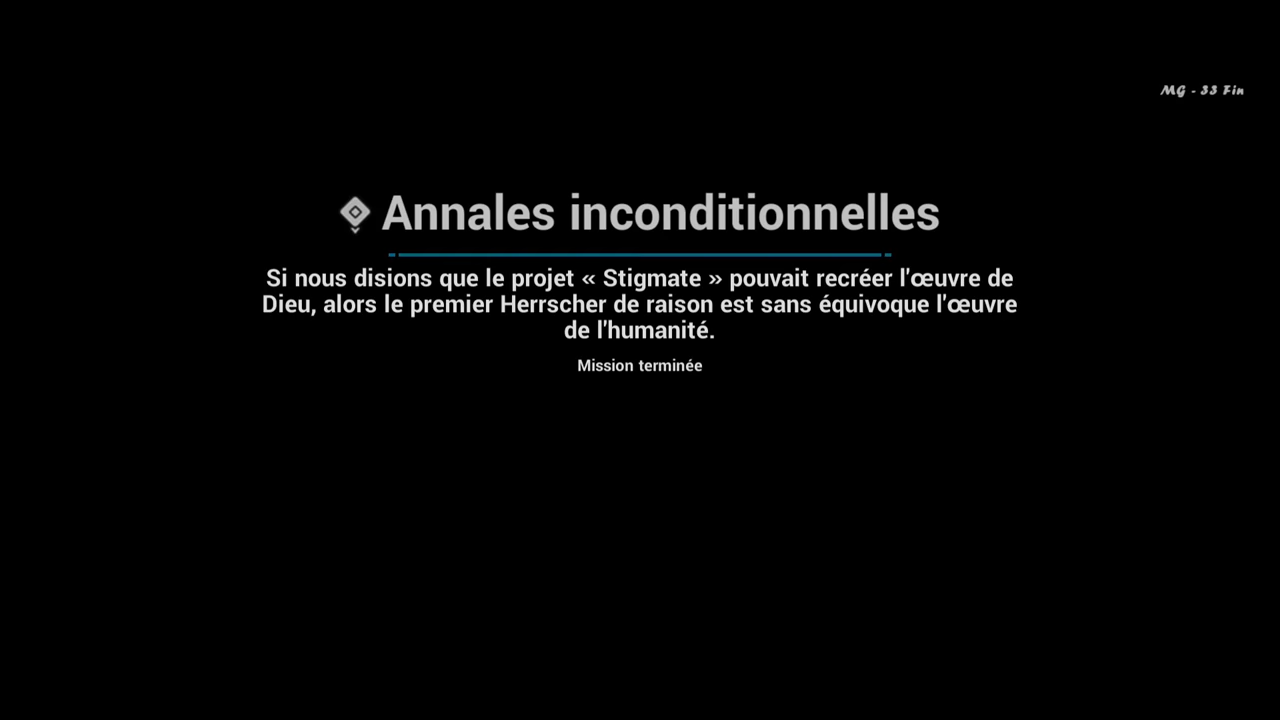 MG - 33 Fin
Annales inconditionnelles
Si nous disions que le projet « Stigmate » pouvait recréer l'œuvre de
Dieu, alors le premier Herrscher de raison est sans équivoque l'œuvre
de l'humanité.
Mission terminée